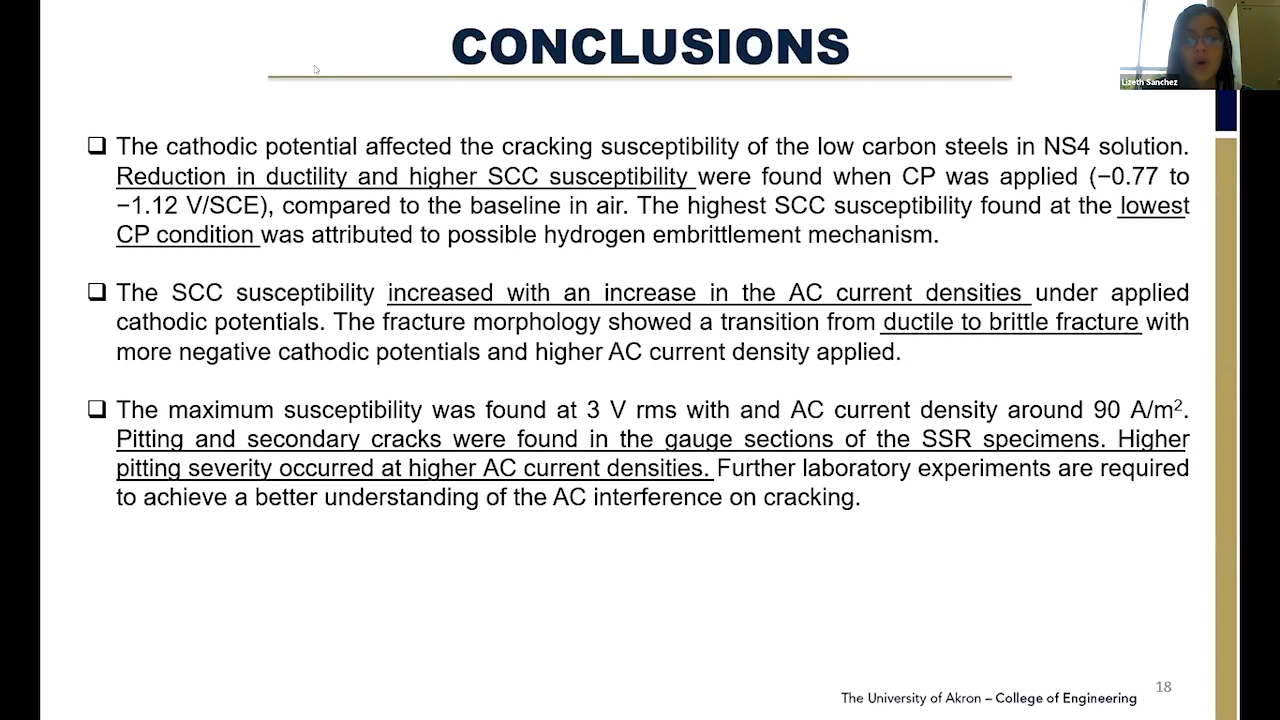 CONCLUSIONS
Lizeth Sanchez
❑ The cathodic potential affected the cracking susceptibility of the low carbon steels in NS4 solution.
Reduction in ductility and higher SCC susceptibility were found when CP was applied (−0.77 to
−1.12 V/SCE), compared to the baseline in air. The highest SCC susceptibility found at the lowest
CP condition was attributed to possible hydrogen embrittlement mechanism.
❑ The SCC susceptibility increased with an increase in the AC current densities under applied
cathodic potentials. The fracture morphology showed a transition from ductile to brittle fracture with
more negative cathodic potentials and higher AC current density applied.
❑ The maximum susceptibility was found at 3 V rms with and AC current density around 90 A/m².
Pitting and secondary cracks were found in the gauge sections of the SSR specimens. Higher
pitting severity occurred at higher AC current densities. Further laboratory experiments are required
to achieve a better understanding of the AC interference on cracking.
18
The University of Akron – College of Engineering